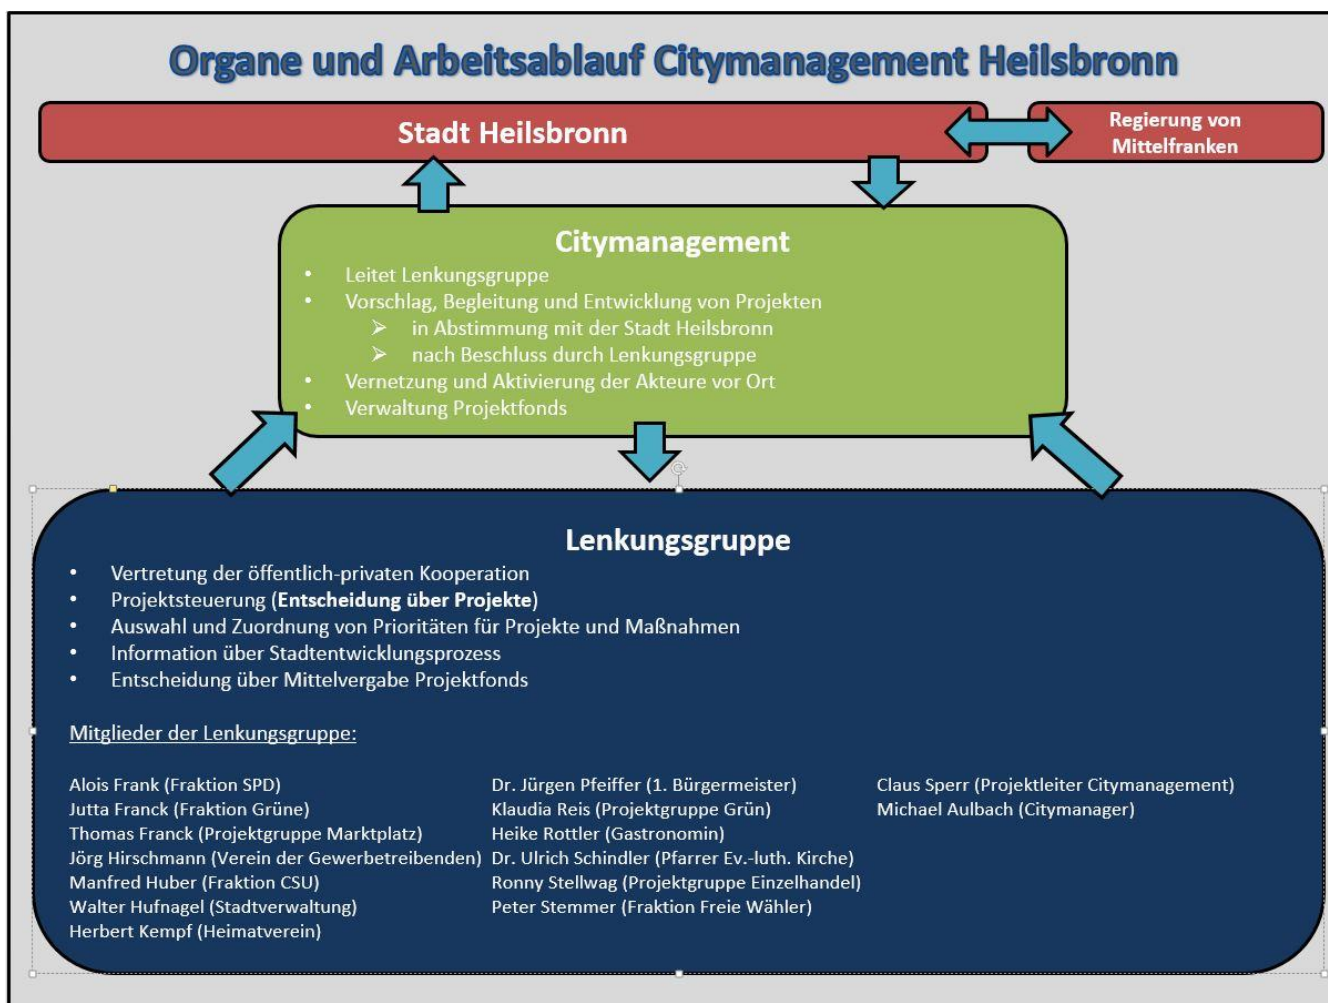 Organe und Arbeitsablauf Citymanagement Heilsbronn
Stadt Heilsbronn
Regierung von
Mittelfranken
Citymanagement
• Leitet Lenkungsgruppe
• Vorschlag, Begleitung und Entwicklung von Projekten
➢ in Abstimmung mit der Stadt Heilsbronn
➢ nach Beschluss durch Lenkungsgruppe
• Vernetzung und Aktivierung der Akteure vor Ort
• Verwaltung Projektfonds
Lenkungsgruppe
• Vertretung der öffentlich-privaten Kooperation
• Projektsteuerung (Entscheidung über Projekte)
• Auswahl und Zuordnung von Prioritäten für Projekte und Maßnahmen
• Information über Stadtentwicklungsprozess
• Entscheidung über Mittelvergabe Projektfonds
Mitglieder der Lenkungsgruppe:
Alois Frank (Fraktion SPD)
Jutta Franck (Fraktion Grüne)
Thomas Franck (Projektgruppe Marktplatz)
Jörg Hirschmann (Verein der Gewerbetreibenden)
Manfred Huber (Fraktion CSU)
Walter Hufnagel (Stadtverwaltung)
Herbert Kempf (Heimatverein)
Dr. Jürgen Pfeiffer (1. Bürgermeister)
Klaudia Reis (Projektgruppe Grün)
Heike Rottler (Gastronomin)
Dr. Ulrich Schindler (Pfarrer Ev.-luth. Kirche)
Ronny Stellwag (Projektgruppe Einzelhandel)
Peter Stemmer (Fraktion Freie Wähler)
Claus Sperr (Projektleiter Citymanagement)
Michael Aulbach (Citymanager)